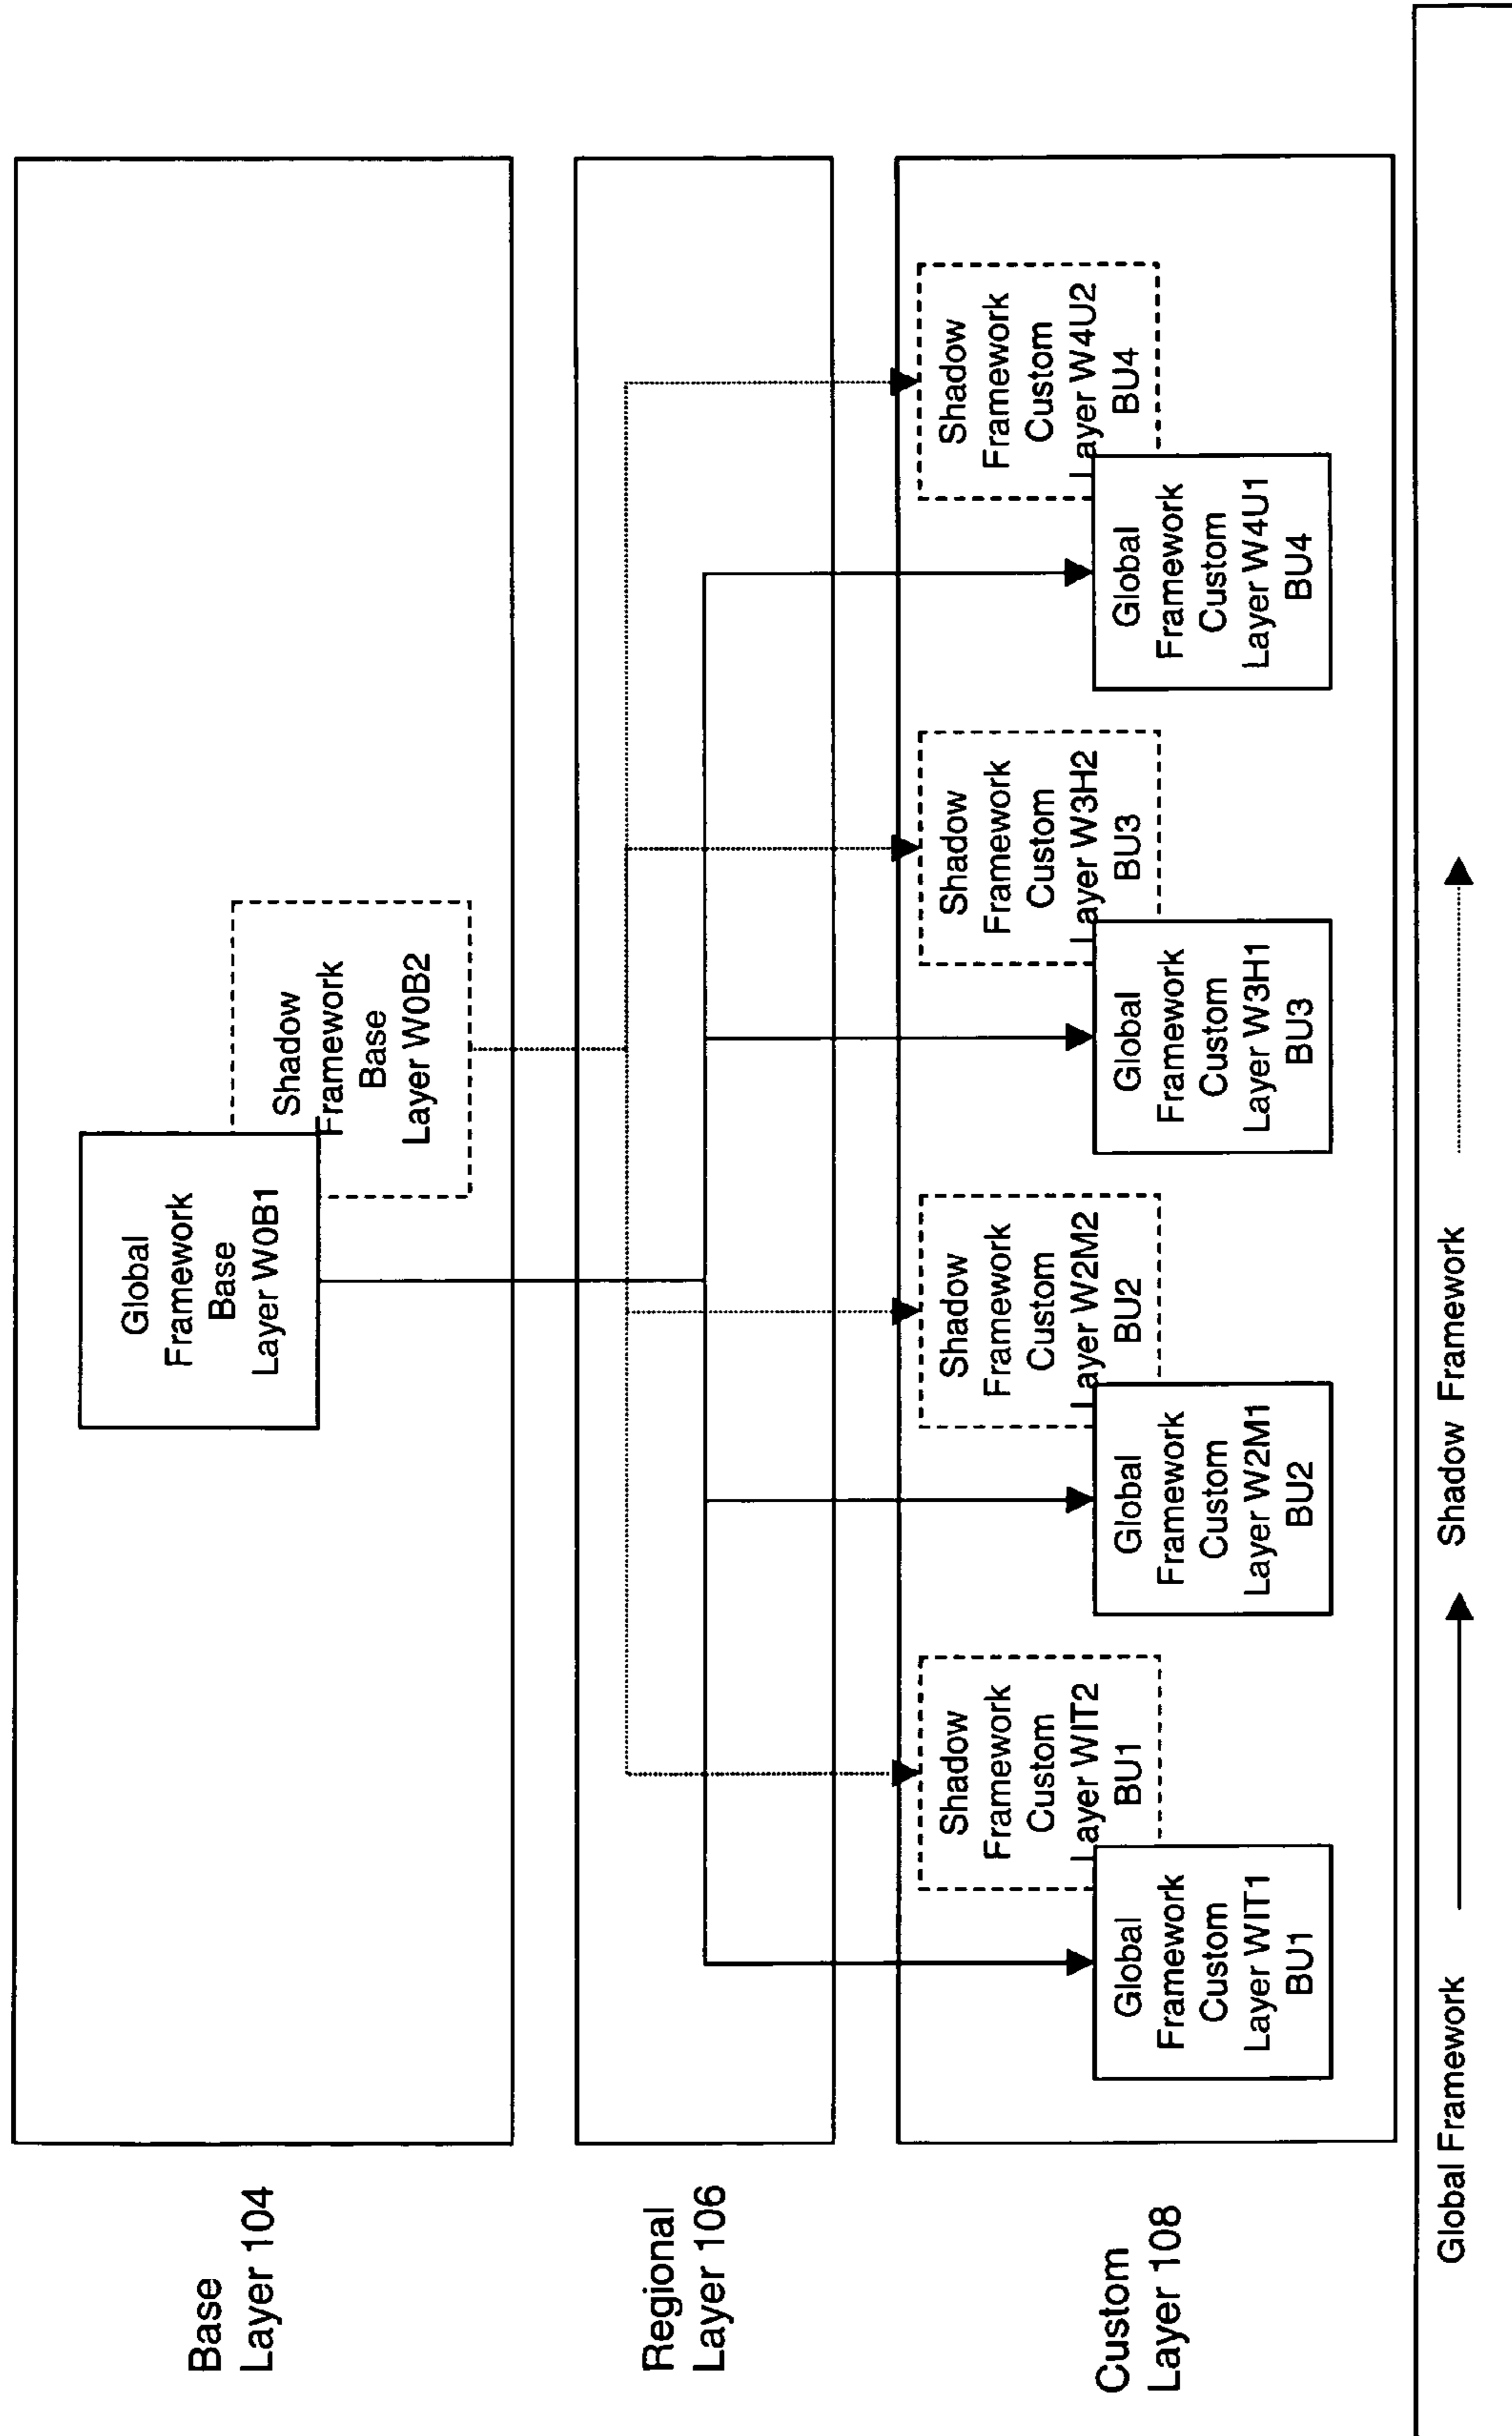 Base
Layer 104
Global
Framework
Base
Layer W0B1
Shadow
Framework
Base
Layer W0B2
Regional
Layer 106
Custom
Layer 108
Shadow
Framework
Custom
Layer WIT2
BU1
Global
Framework
Custom
Layer WIT1
BU1
Shadow
Framework
Custom
Layer W2M2
BU2
Global
Framework
Custom
Layer W2M1
BU2
Shadow
Framework
Custom
Layer W3H2
BU3
Global
Framework
Custom
Layer W3H1
BU3
Shadow
Framework
Custom
Layer W4U2
BU4
Global
Framework
Custom
Layer W4U1
BU4
Global Framework
Shadow Framework